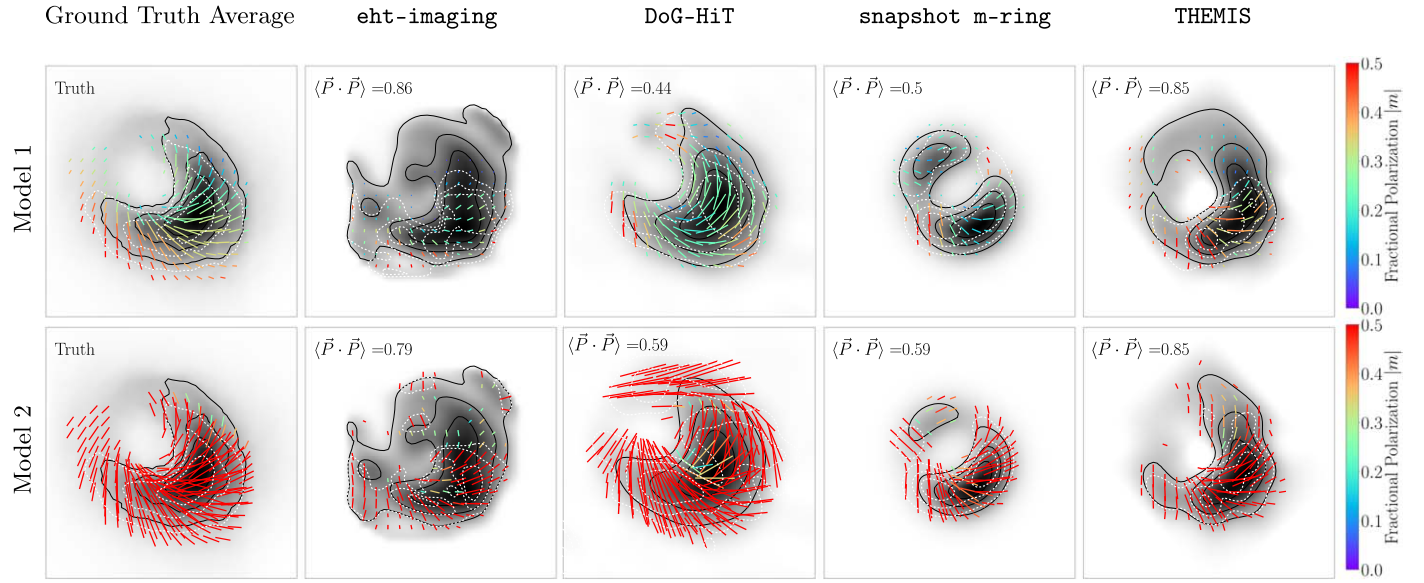 Ground Truth Average eht-imaging DoG-HiT snapshot m-ring THEMIS
Model 1
Truth
⟨P⃗ · P⃗⟩ =0.86
⟨P⃗ · P⃗⟩ =0.44
⟨P⃗ · P⃗⟩ =0.5
⟨P⃗ · P⃗⟩ =0.85
0.5
0.4
0.3
0.2
0.1
0.0
Fractional Polarization |m|
Model 2
Truth
⟨P⃗ · P⃗⟩ =0.79
⟨P⃗ · P⃗⟩ =0.59
⟨P⃗ · P⃗⟩ =0.59
⟨P⃗ · P⃗⟩ =0.85
0.5
0.4
0.3
0.2
0.1
0.0
Fractional Polarization |m|